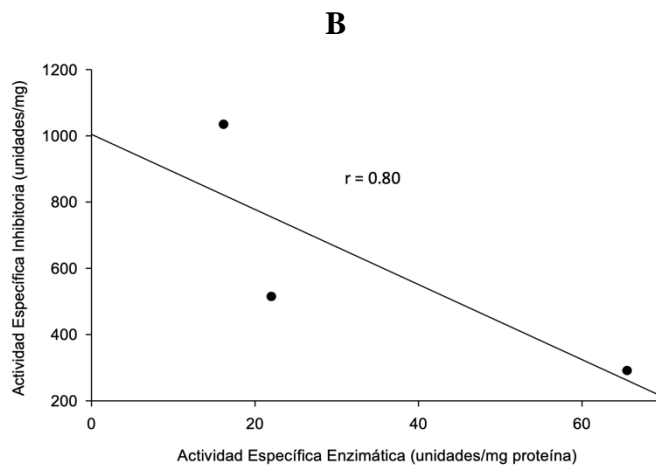 B
1200
1000
800
600
400
200
r = 0.80
0
20
40
60
Actividad Específica Inhibitoria (unidades/mg)
Actividad Específica Enzimática (unidades/mg proteína)